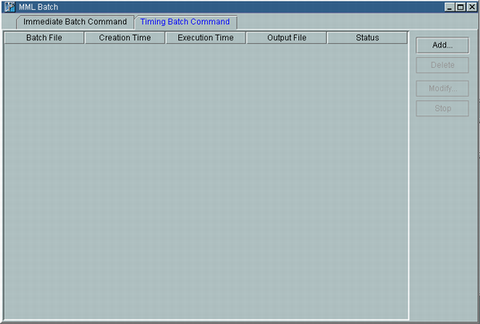 MML Batch
Immediate Batch Command Timing Batch Command
Batch File Creation Time Execution Time Output File Status
Add...
Delete
Modify...
Stop